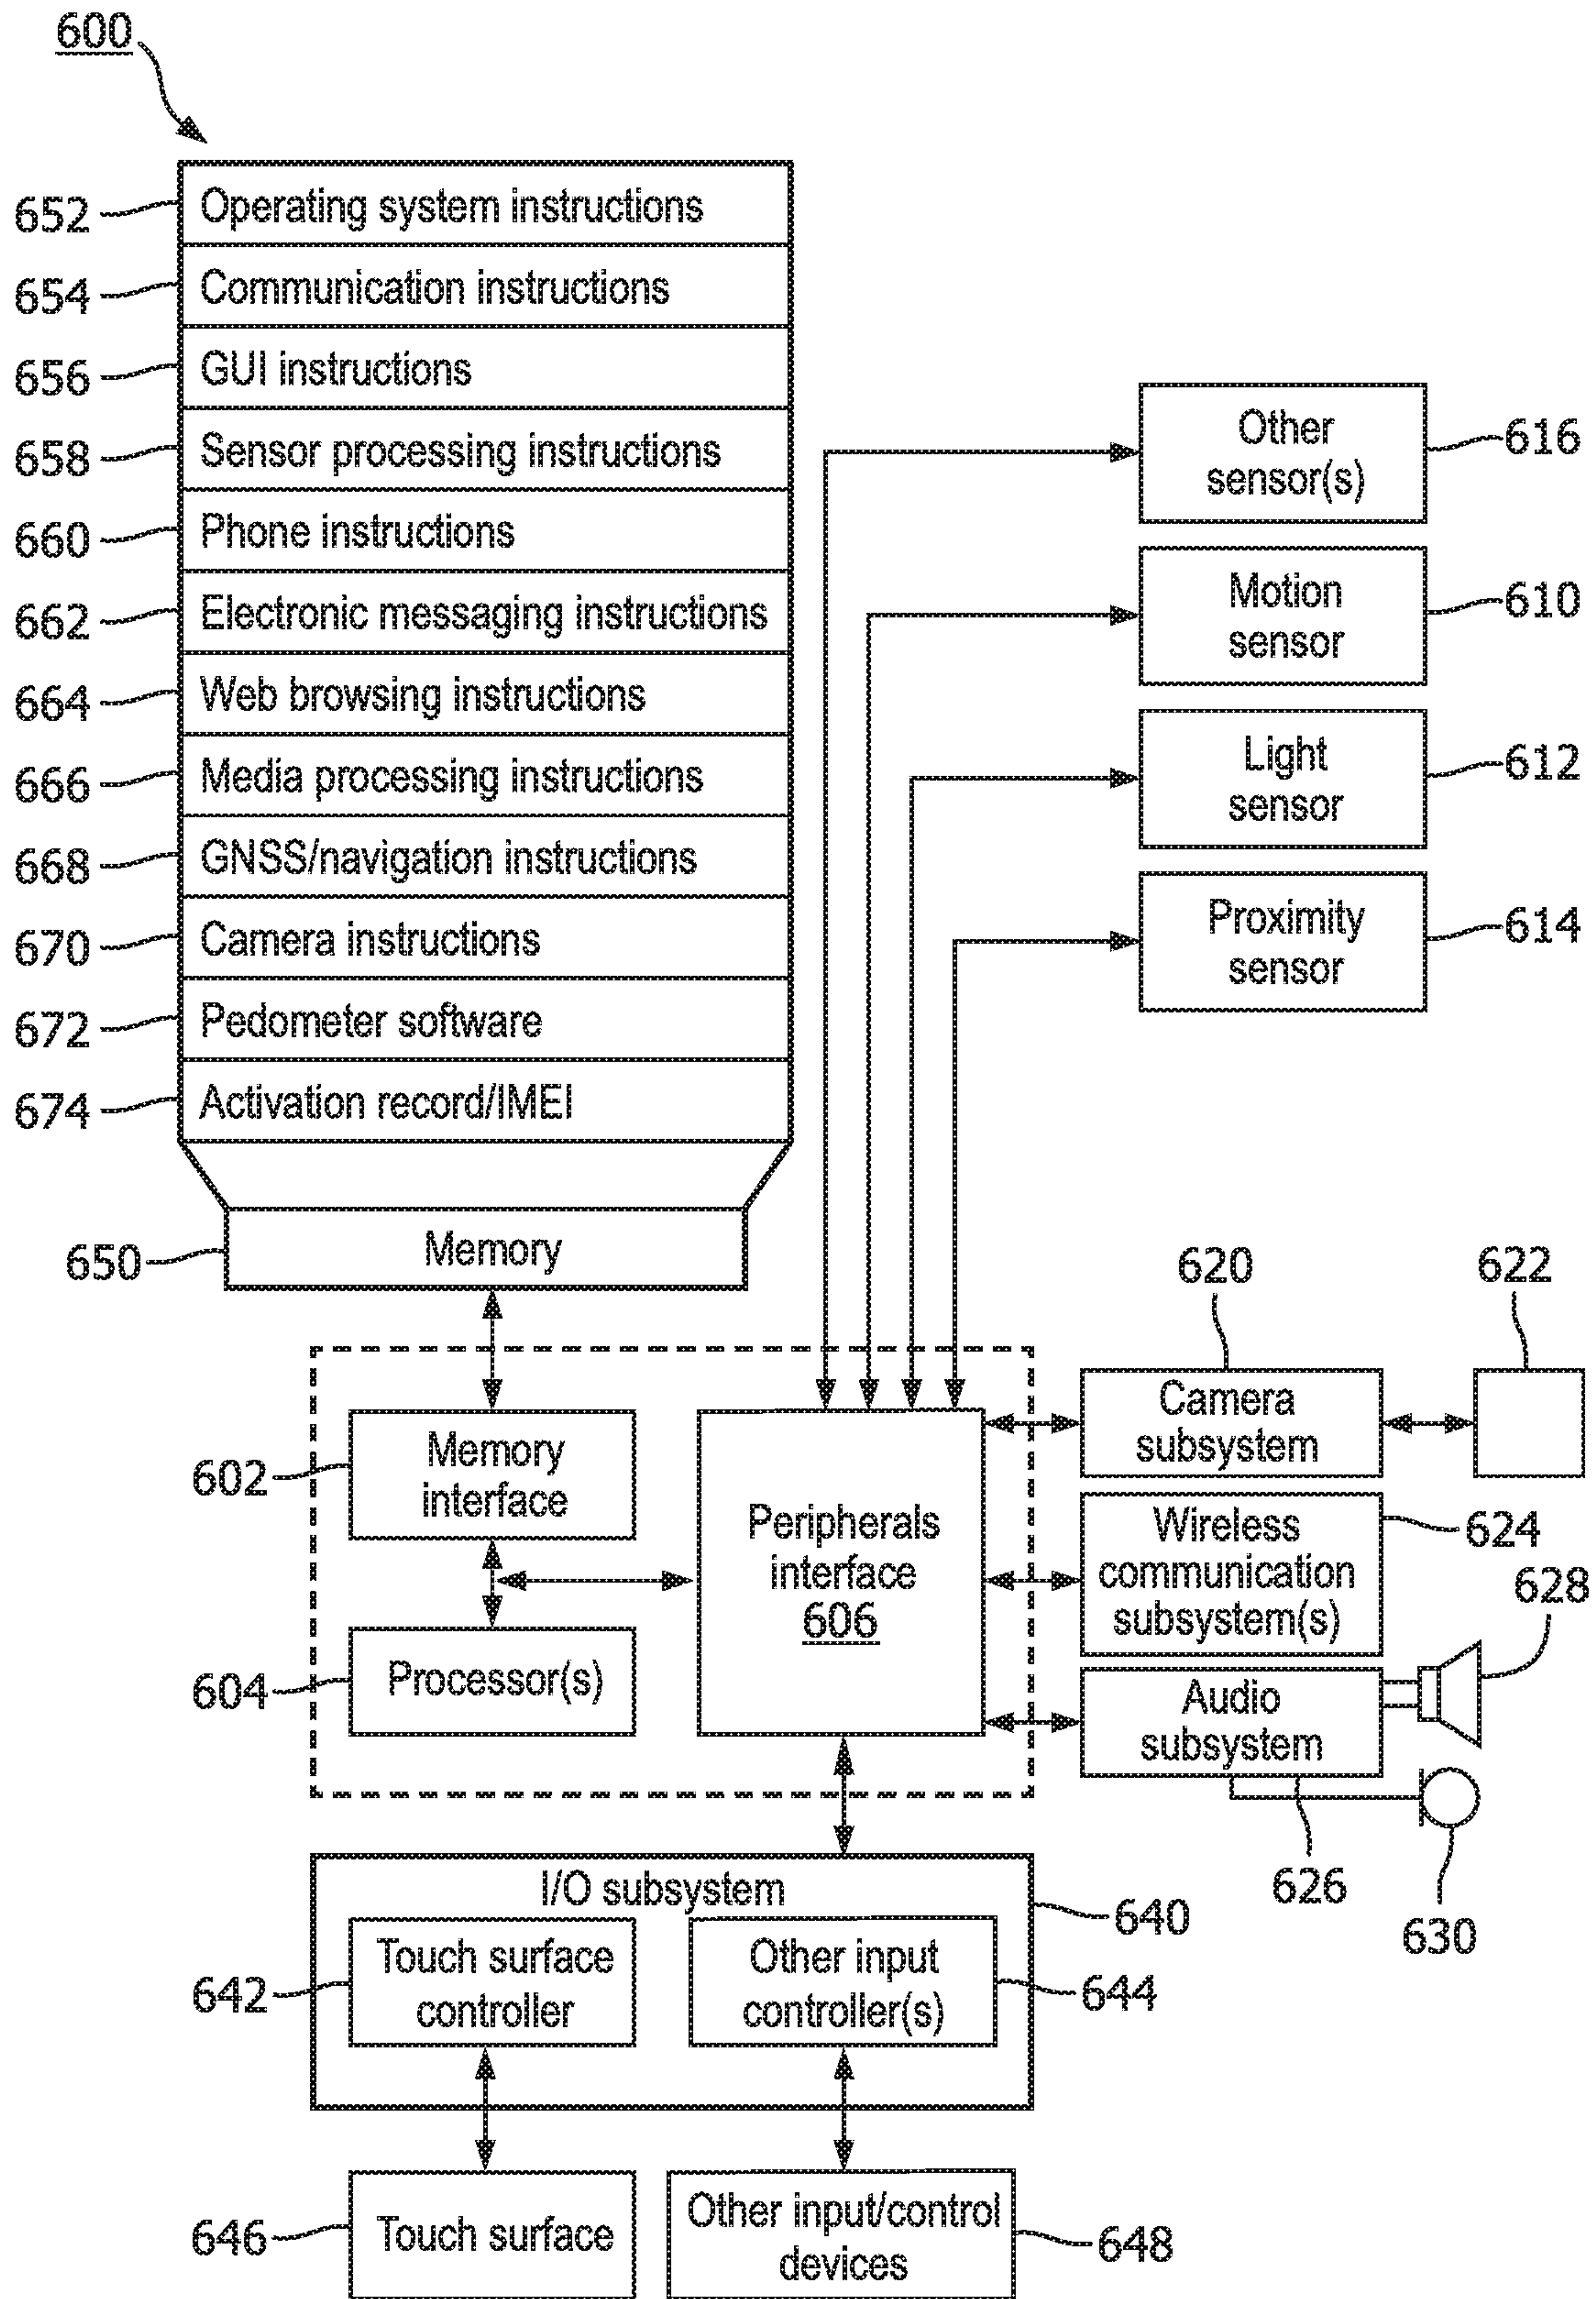 600
652 Operating system instructions
654 Communication instructions
656 GUI instructions
658 Sensor processing instructions
660 Phone instructions
662 Electronic messaging instructions
664 Web browsing instructions
666 Media processing instructions
668 GNSS/navigation instructions
670 Camera instructions
672 Pedometer software
674 Activation record/IMEI
650 Memory
Other
sensor(s)
616
Motion
sensor
610
Light
sensor
612
Proximity
sensor
614
602
Memory
interface
604
Processor(s)
Peripherals
interface
606
620
622
Camera
subsystem
Wireless
communication
subsystem(s)
624
628
Audio
subsystem
626
630
I/O subsystem
640
642
Touch surface
controller
Other input
controller(s)
644
646
Touch surface
Other input/control
devices
648